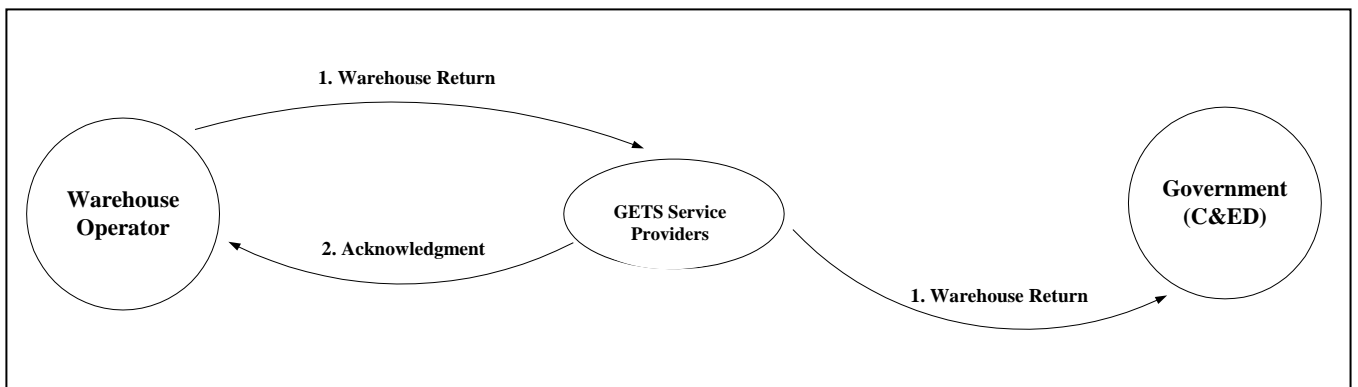 1. Warehouse Return
Warehouse
Operator
GETS Service
Providers
2. Acknowledgment
Government
(C&ED)
1. Warehouse Return